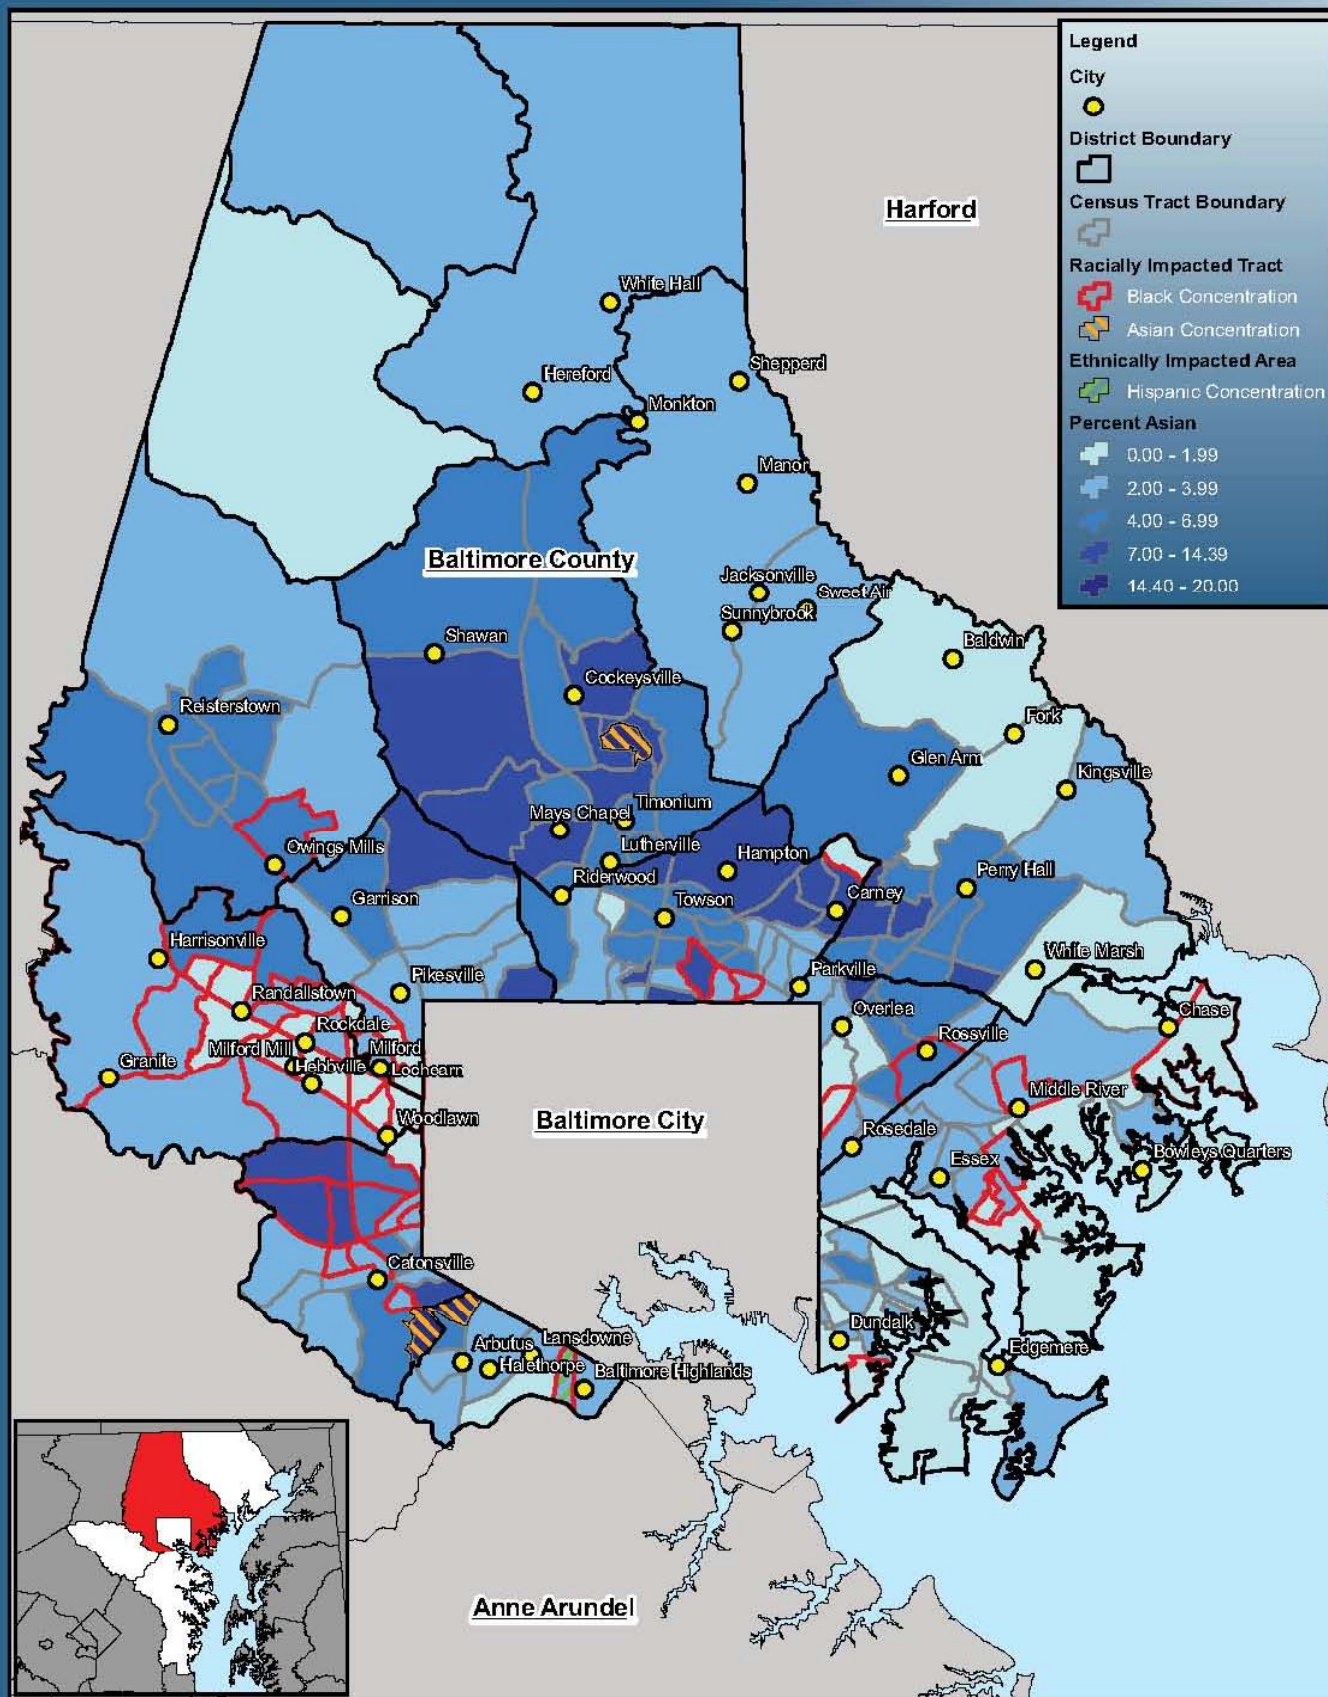 Legend
City
District Boundary
Census Tract Boundary
Racially Impacted Tract
Black Concentration
Asian Concentration
Ethnically Impacted Area
Hispanic Concentration
Percent Asian
0.00 - 1.99
2.00 - 3.99
4.00 - 6.99
7.00 - 14.39
14.40 - 20.00
Harford
White Hall
Shepperd
Hereford
Monkton
Manor
Baltimore County
Jacksonville
Sweet Air
Sunnybrook
Shawan
Baldwin
Cockeysville
Reisterstown
Fork
Glen Arm
Kingsville
Timonium
Mays Chapel
Lutherville
Owings Mills
Hampton
Riderwood
Perry Hall
Garrison
Towson
Carney
Harrisonville
White Marsh
Pikesville
Parkville
Randallstown
Overlea
Chase
Rockdale
Rossville
Milford Mill
Milford
Granite
Hebbville
Lochearn
Middle River
Woodlawn
Baltimore City
Rosedale
Essex
Bowleys Quarters
Catonsville
Dundalk
Arbutus
Lansdowne
Edgemere
Halethorpe
Baltimore Highlands
Anne Arundel